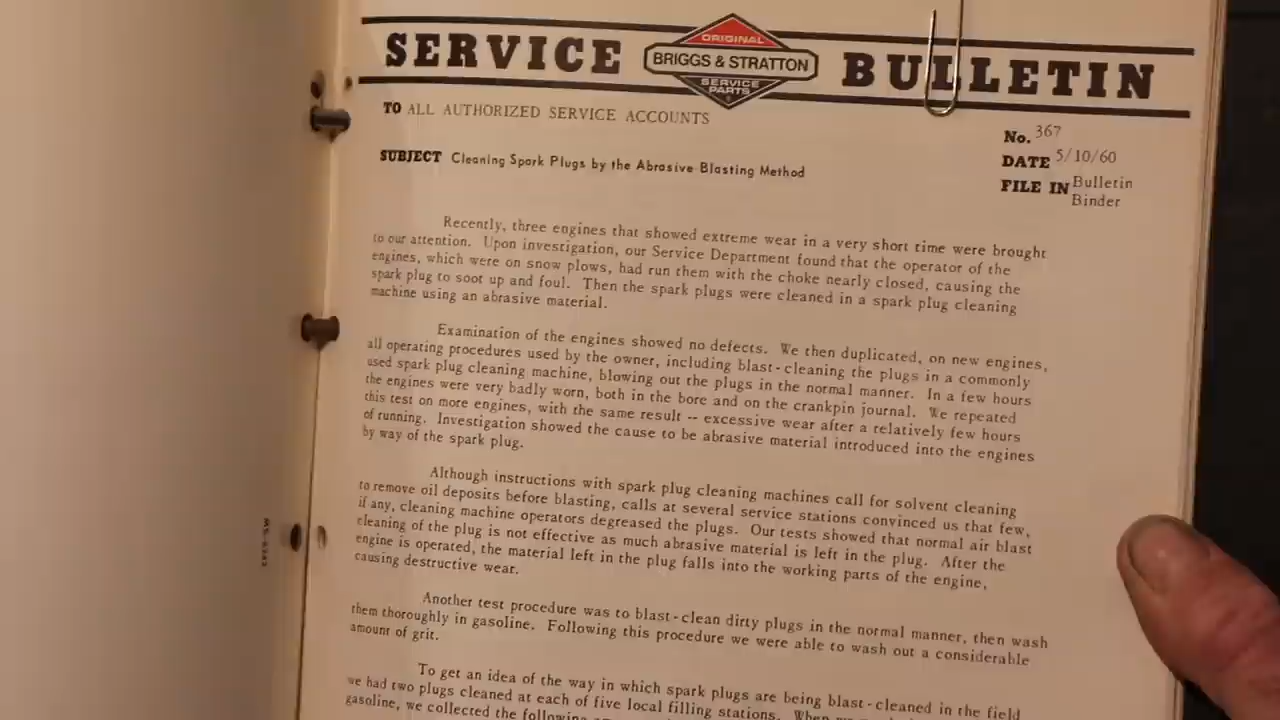 SERVICE ORIGINAL BRIGGS & STRATTON SERVICE PARTS BULLETIN
TO ALL AUTHORIZED SERVICE ACCOUNTS
No. 367
SUBJECT Cleaning Spark Plugs by the Abrasive Blasting Method
DATE 5/10/60
FILE IN Bulletin
Binder
Recently, three engines that showed extreme wear in a very short time were brought
to our attention. Upon investigation, our Service Department found that the operator of the
engines, which were on snow plows, had run them with the choke nearly closed, causing the
spark plug to soot up and foul. Then the spark plugs were cleaned in a spark plug cleaning
machine using an abrasive material.
Examination of the engines showed no defects. We then duplicated, on new engines,
all operating procedures used by the owner, including blast-cleaning the plugs in a commonly
used spark plug cleaning machine, blowing out the plugs in the normal manner. In a few hours
the engines were very badly worn, both in the bore and on the crankpin journal. We repeated
this test on more engines, with the same result -- excessive wear after a relatively few hours
of running. Investigation showed the cause to be abrasive material introduced into the engines
by way of the spark plug.
Although instructions with spark plug cleaning machines call for solvent cleaning
to remove oil deposits before blasting, calls at several service stations convinced us that few,
if any, cleaning machine operators degreased the plugs. Our tests showed that normal air blast
cleaning of the plug is not effective as much abrasive material is left in the plug. After the
engine is operated, the material left in the plug falls into the working parts of the engine,
causing destructive wear.
Another test procedure was to blast-clean dirty plugs in the normal manner, then wash
them thoroughly in gasoline. Following this procedure we were able to wash out a considerable
amount of grit.
To get an idea of the way in which spark plugs are being blast-cleaned in the field
we had two plugs cleaned at each of five local filling stations. When
gasoline, we collected the following